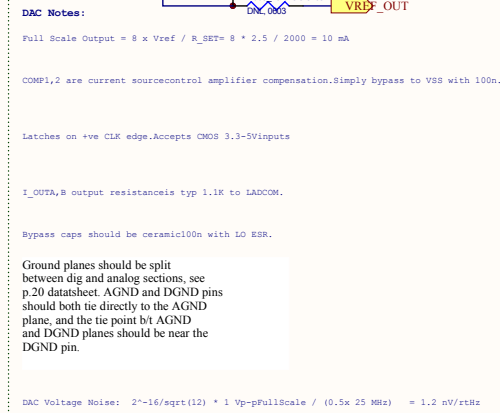 VREF_OUT
DNL, 0603
DAC Notes:
Full Scale Output = 8 x Vref / R_SET= 8 * 2.5 / 2000 = 10 mA
COMP1,2 are current sourcecontrol amplifier compensation.Simply bypass to VSS with 100n.
Latches on +ve CLK edge.Accepts CMOS 3.3-5Vinputs
I_OUTA,B output resistanceis typ 1.1K to LADCOM.
Bypass caps should be ceramic100n with LO ESR.
Ground planes should be split
between dig and analog sections, see
p.20 datatsheet. AGND and DGND pins
should both tie directly to the AGND
plane, and the tie point b/t AGND
and DGND planes should be near the
DGND pin.
DAC Voltage Noise: 2^-16/sqrt(12) * 1 Vp-pFullScale / (0.5x 25 MHz) = 1.2 nV/rtHz